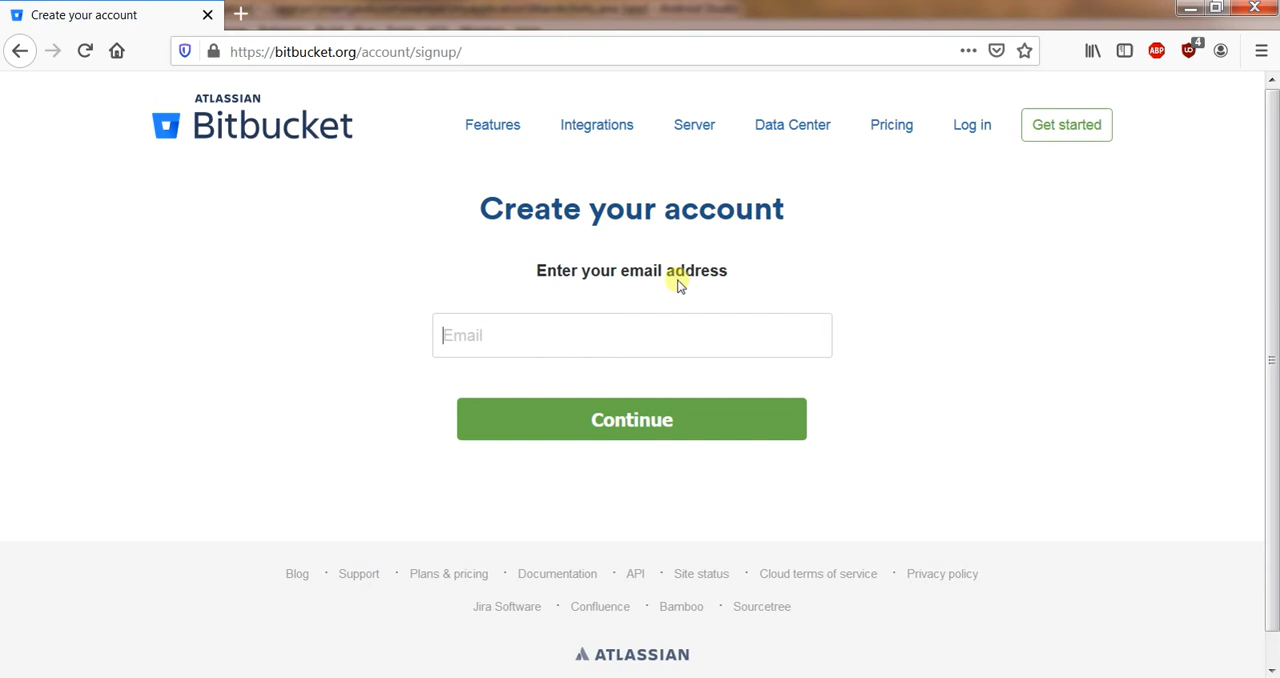 Create your account
https://bitbucket.org/account/signup/
ABP
4
ATLASSIAN
Bitbucket
Features
Integrations
Server
Data Center
Pricing
Log in
Get started
Create your account
Enter your email address
Email
Continue
Blog · Support · Plans & pricing · Documentation · API · Site status · Cloud terms of service · Privacy policy
Jira Software · Confluence · Bamboo · Sourcetree
ATLASSIAN